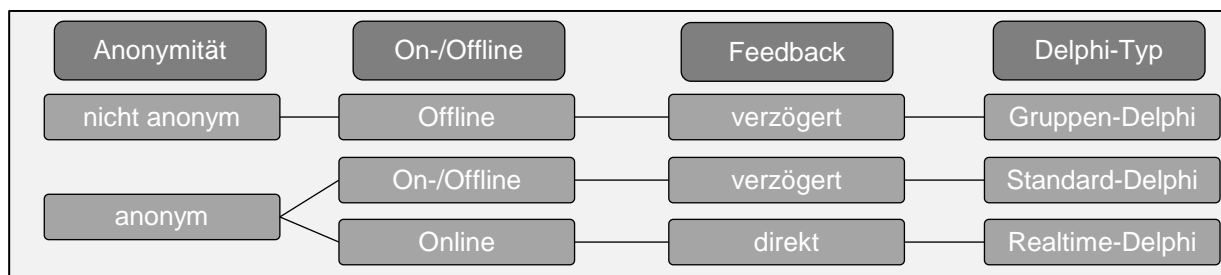 Anonymität On-/Offline Feedback Delphi-Typ
nicht anonym Offline verzögert Gruppen-Delphi
On-/Offline verzögert Standard-Delphi
anonym
Online direkt Realtime-Delphi